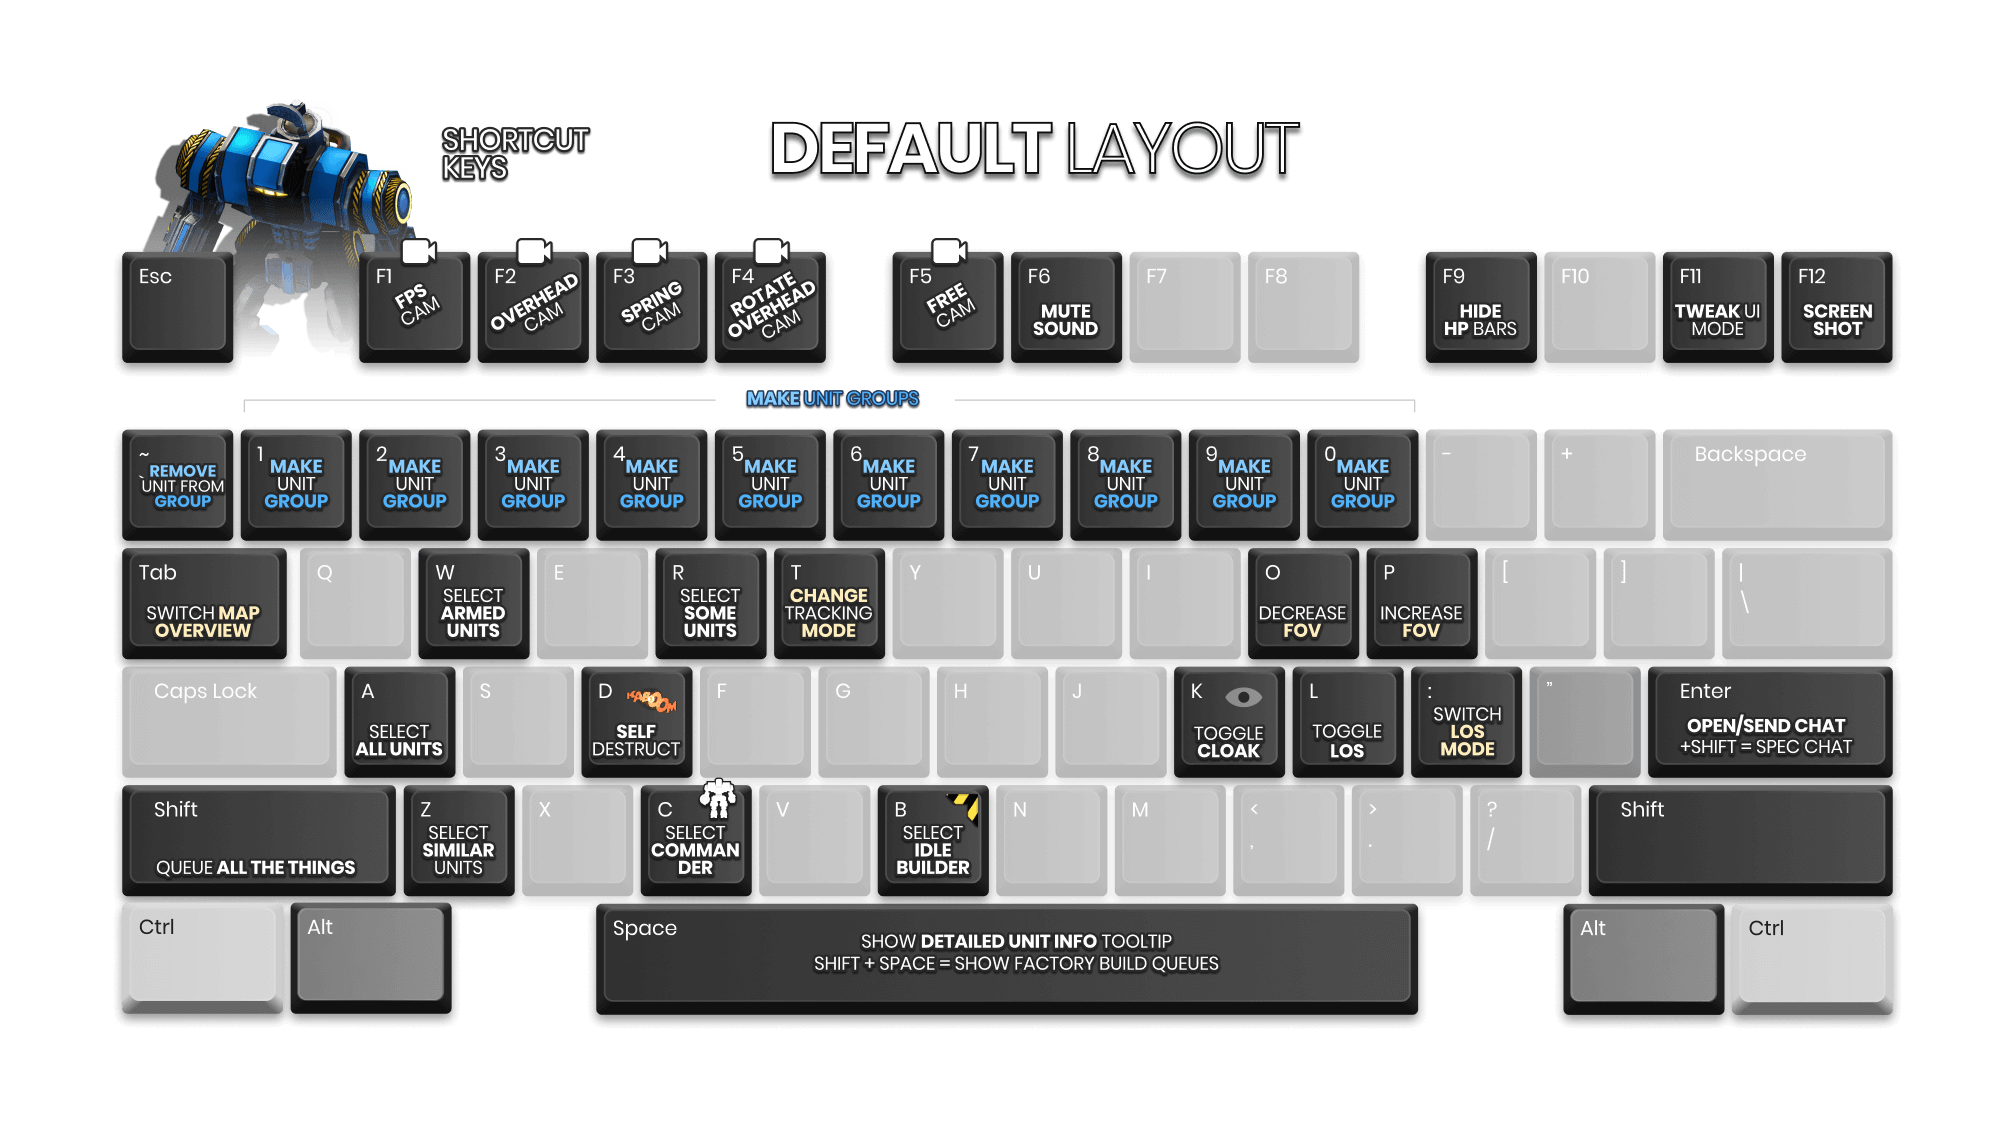 SHORTCUT
KEYS
DEFAULT LAYOUT
Esc
F1
FPS
CAM
F2
OVERHEAD
CAM
F3
SPRING
CAM
F4
ROTATE
OVERHEAD
CAM
F5
FREE
CAM
F6
MUTE
SOUND
F7
F8
F9
HIDE
HP BARS
F10
F11
TWEAK UI
MODE
F12
SCREEN
SHOT
MAKE UNIT GROUPS
~
`
REMOVE
UNIT FROM
GROUP
1
MAKE
UNIT
GROUP
2
MAKE
UNIT
GROUP
3
MAKE
UNIT
GROUP
4
MAKE
UNIT
GROUP
5
MAKE
UNIT
GROUP
6
MAKE
UNIT
GROUP
7
MAKE
UNIT
GROUP
8
MAKE
UNIT
GROUP
9
MAKE
UNIT
GROUP
0
MAKE
UNIT
GROUP
-
+
Backspace
Tab
SWITCH MAP
OVERVIEW
Q
W
SELECT
ARMED
UNITS
E
R
SELECT
SOME
UNITS
T
CHANGE
TRACKING
MODE
Y
U
I
O
DECREASE
FOV
P
INCREASE
FOV
[
]
|
\
Caps Lock
A
SELECT
ALL UNITS
S
D
KABOOM
SELF
DESTRUCT
F
G
H
J
K
TOGGLE
CLOAK
L
TOGGLE
LOS
:
SWITCH
LOS
MODE
”
Enter
OPEN/SEND CHAT
+SHIFT = SPEC CHAT
Shift
QUEUE ALL THE THINGS
Z
SELECT
SIMILAR
UNITS
X
C
SELECT
COMMAN
DER
V
B
SELECT
IDLE
BUILDER
N
M
<
,
>
.
?
/
Shift
Ctrl
Alt
Space
SHOW DETAILED UNIT INFO TOOLTIP
SHIFT + SPACE = SHOW FACTORY BUILD QUEUES
Alt
Ctrl